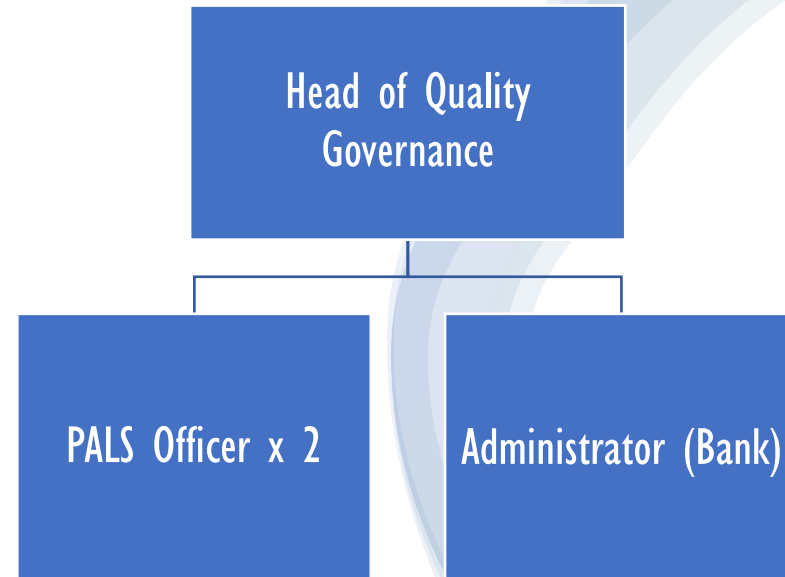 Head of Quality
Governance
PALS Officer x 2
Administrator (Bank)